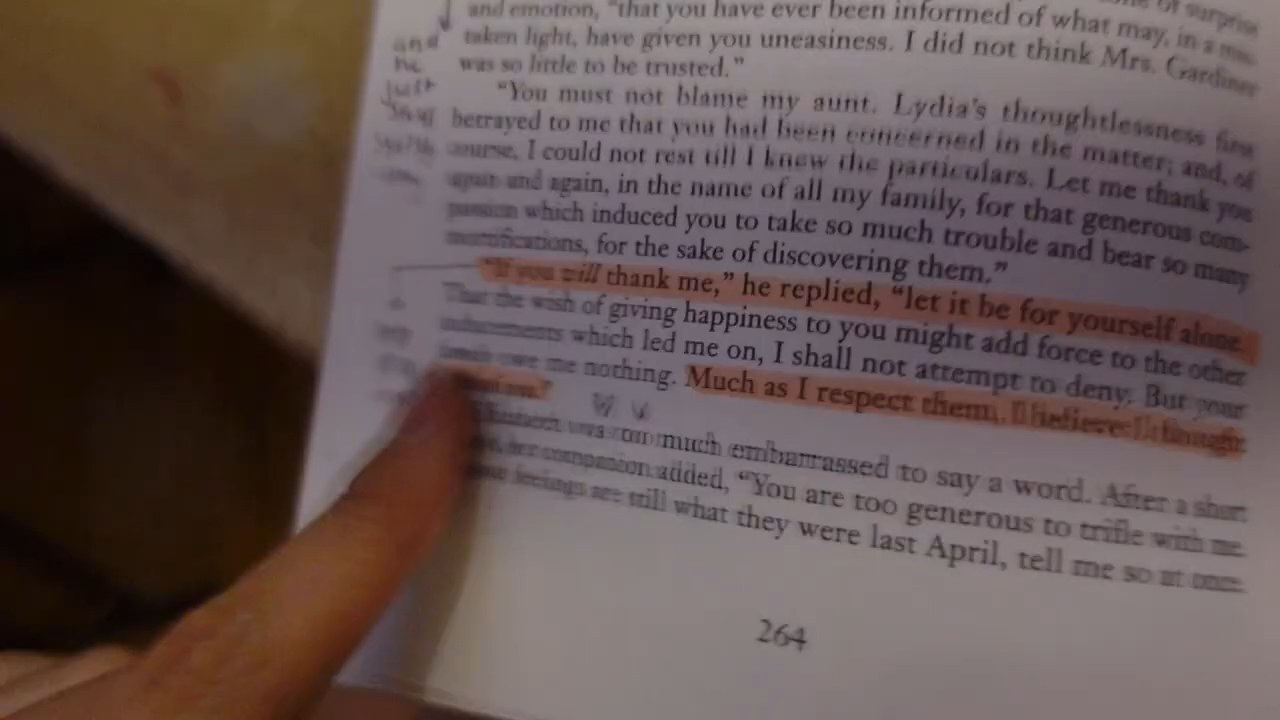 and emotion, "that you have ever been informed of what may, in a mis-
taken light, have given you uneasiness. I did not think Mrs. Gardiner
was so little to be trusted."
"You must not blame my aunt. Lydia's thoughtlessness first
betrayed to me that you had been concerned in the matter; and, of
course, I could not rest till I knew the particulars. Let me thank you
again and again, in the name of all my family, for that generous com-
passion which induced you to take so much trouble and bear so many
mortifications, for the sake of discovering them."
"If you will thank me," he replied, "let it be for yourself alone.
That the wish of giving happiness to you might add force to the other
inducements which led me on, I shall not attempt to deny. But your
family owe me nothing. Much as I respect them, I believe I thought
was too much embarrassed to say a word. After a short
her companion added, "You are too generous to trifle with me.
feelings are still what they were last April, tell me so at once.
264
and
he
just